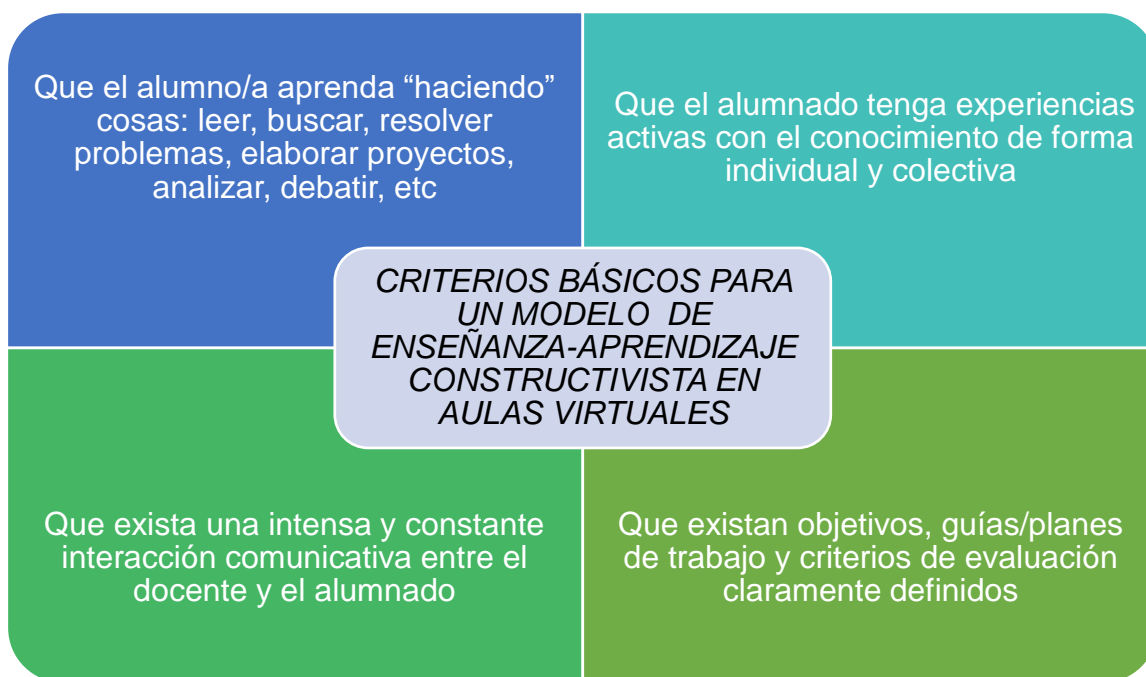 Que el alumno/a aprenda “haciendo”
cosas: leer, buscar, resolver
problemas, elaborar proyectos,
analizar, debatir, etc
Que el alumnado tenga experiencias
activas con el conocimiento de forma
individual y colectiva
CRITERIOS BÁSICOS PARA
UN MODELO DE
ENSEÑANZA-APRENDIZAJE
CONSTRUCTIVISTA EN
AULAS VIRTUALES
Que exista una intensa y constante
interacción comunicativa entre el
docente y el alumnado
Que existan objetivos, guías/planes
de trabajo y criterios de evaluación
claramente definidos